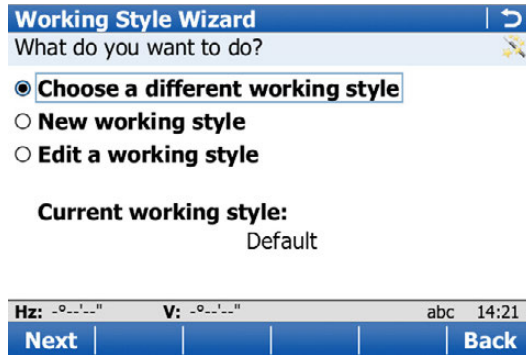 Working Style Wizard
What do you want to do?
Choose a different working style
New working style
Edit a working style
Current working style:
Default
Hz: -°--'--" V: -°--'--" abc 14:21
Next Back